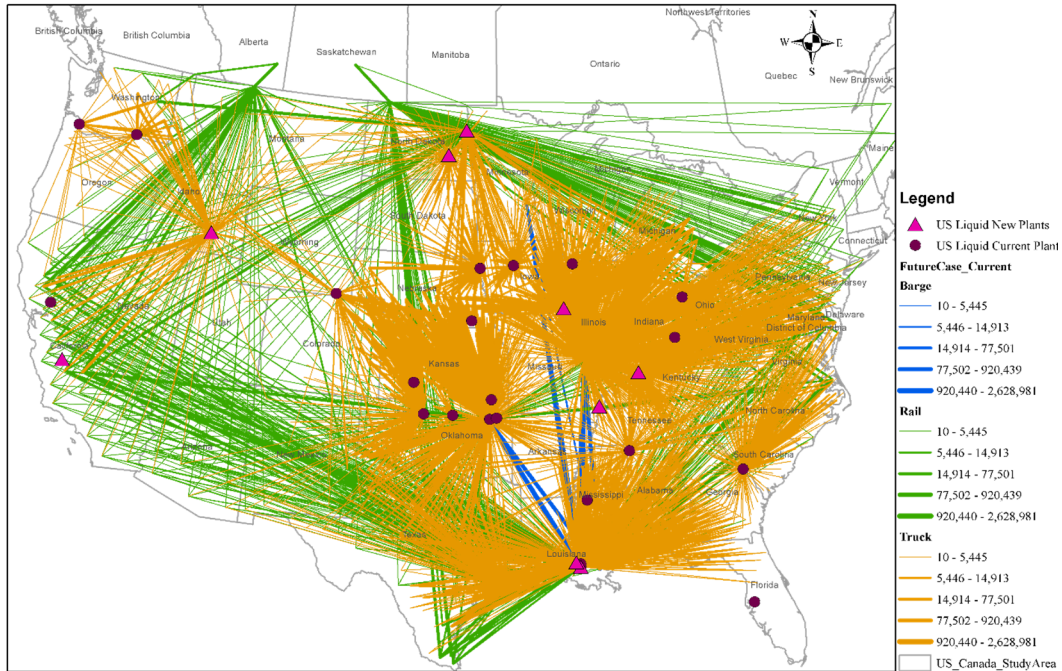 Northwest Territories
British Columbia
British Columbia
Alberta
Saskatchewan
Manitoba
Ontario
Quebec
New Brunswick
N
W
E
S
Washington
Montana
North Dakota
Minnesota
Michigan
Maine
Vermont
Oregon
Idaho
South Dakota
Wisconsin
Michigan
New York
Connecticut
Wyoming
Iowa
Nebraska
Pennsylvania
New Jersey
Nevada
Utah
Colorado
Illinois
Indiana
Ohio
Maryland
Delaware
District of Columbia
West Virginia
California
Kansas
Missouri
Kentucky
Virginia
Arizona
New Mexico
Oklahoma
Arkansas
Tennessee
North Carolina
South Carolina
Texas
Mississippi
Alabama
Georgia
Louisiana
Florida
Legend
US Liquid New Plants
US Liquid Current Plant
FutureCase_Current
Barge
10 - 5,445
5,446 - 14,913
14,914 - 77,501
77,502 - 920,439
920,440 - 2,628,981
Rail
10 - 5,445
5,446 - 14,913
14,914 - 77,501
77,502 - 920,439
920,440 - 2,628,981
Truck
10 - 5,445
5,446 - 14,913
14,914 - 77,501
77,502 - 920,439
920,440 - 2,628,981
US_Canada_StudyArea